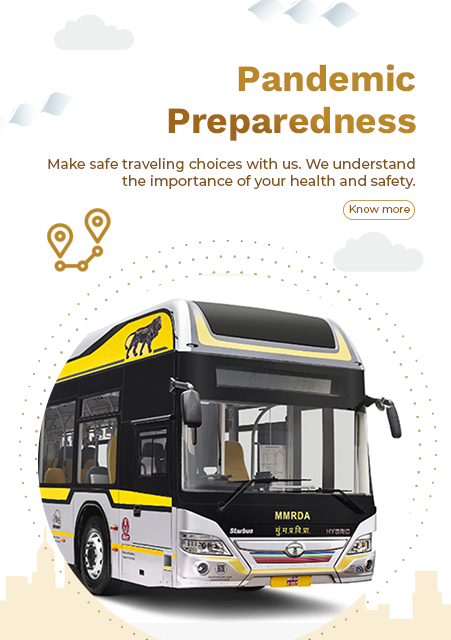 Pandemic
Preparedness
Make safe traveling choices with us. We understand
the importance of your health and safety.
Know more
MMRDA
मुं.म.प्र.वि.प्रा.
Starbus
HYBRID